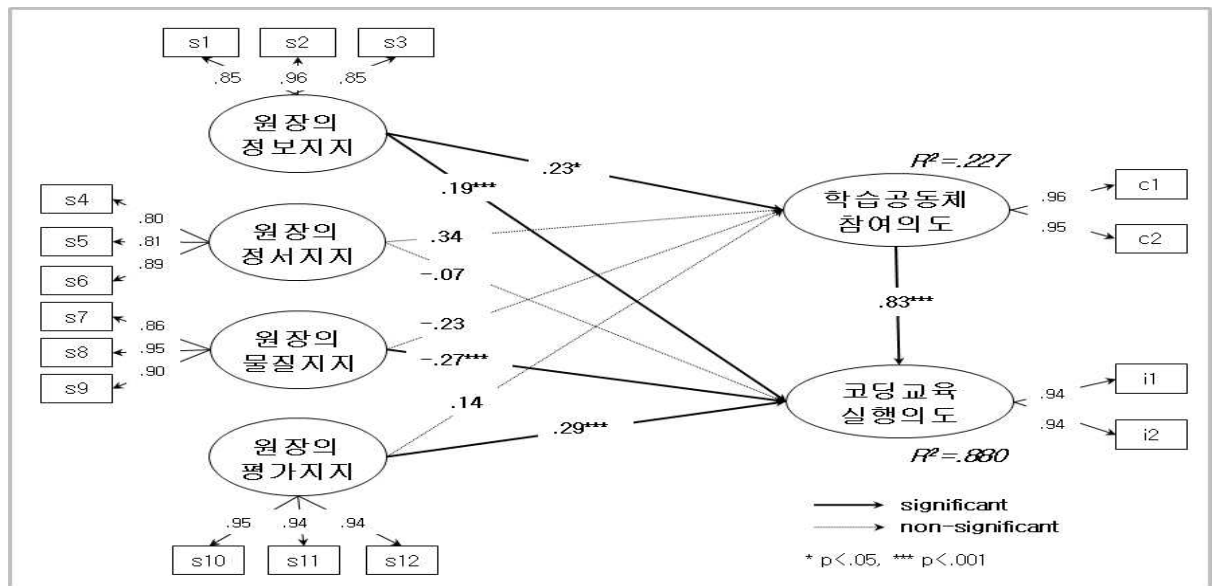 s1 s2 s3
.85 .96 .85
원장의
정보지지
.23*
.19***
R²=.227
학습공동체
참여의도
.96
.95
c1
c2
s4
s5
s6
.80
.81
.89
원장의
정서지지
.34
-.07
.83***
s7
s8
s9
.86
.95
.90
원장의
물질지지
-.23
-.27***
코딩교육
실행의도
.94
.94
i1
i2
R²=.880
.14
.29***
원장의
평가지지
.95 .94 .94
s10 s11 s12
significant
non-significant
* p<.05, *** p<.001